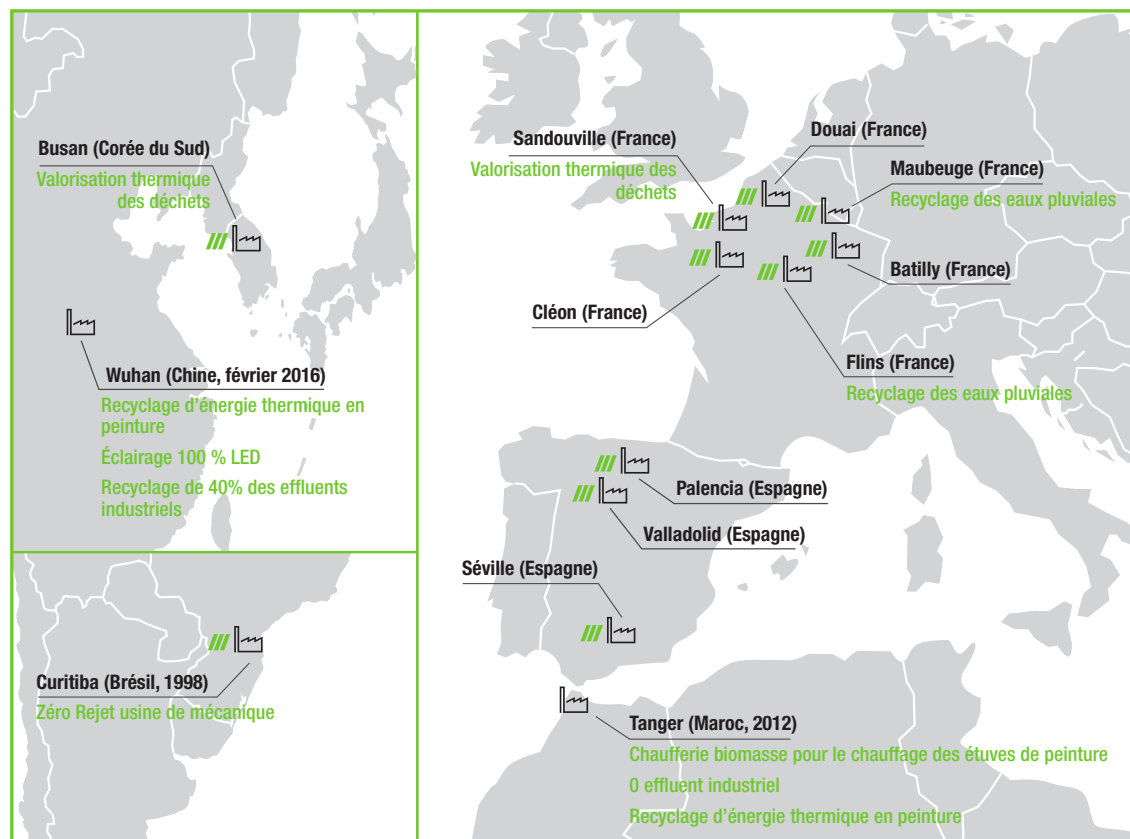 Busan (Corée du Sud)
Valorisation thermique
des déchets
Wuhan (Chine, février 2016)
Recyclage d’énergie thermique en
peinture
Éclairage 100 % LED
Recyclage de 40% des effluents
industriels
Curitiba (Brésil, 1998)
Zéro Rejet usine de mécanique
Sandouville (France)
Valorisation thermique des
déchets
Douai (France)
Maubeuge (France)
Recyclage des eaux pluviales
Batilly (France)
Cléon (France)
Flins (France)
Recyclage des eaux pluviales
Palencia (Espagne)
Valladolid (Espagne)
Séville (Espagne)
Tanger (Maroc, 2012)
Chaufferie biomasse pour le chauffage des étuves de peinture
0 effluent industriel
Recyclage d’énergie thermique en peinture